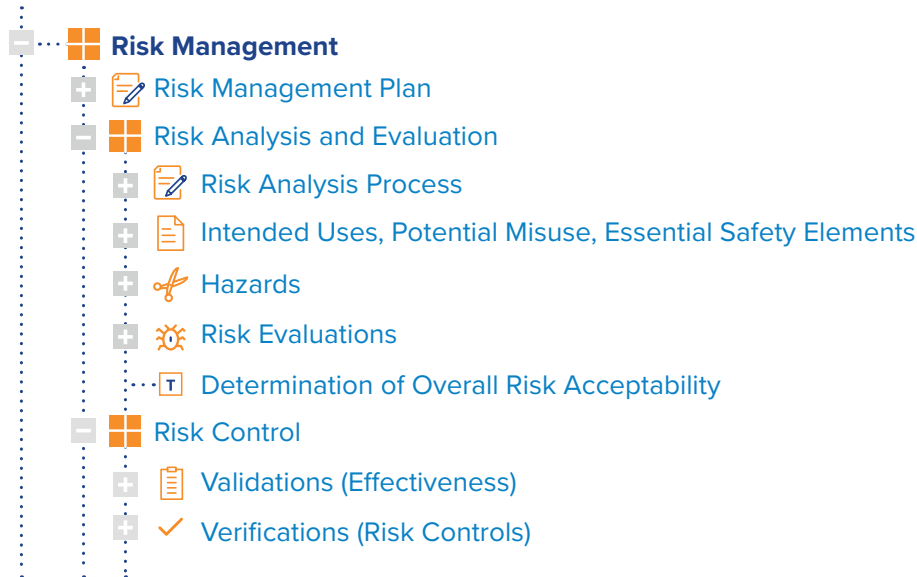 Risk Management
Risk Management Plan
Risk Analysis and Evaluation
Risk Analysis Process
Intended Uses, Potential Misuse, Essential Safety Elements
Hazards
Risk Evaluations
T Determination of Overall Risk Acceptability
Risk Control
Validations (Effectiveness)
Verifications (Risk Controls)